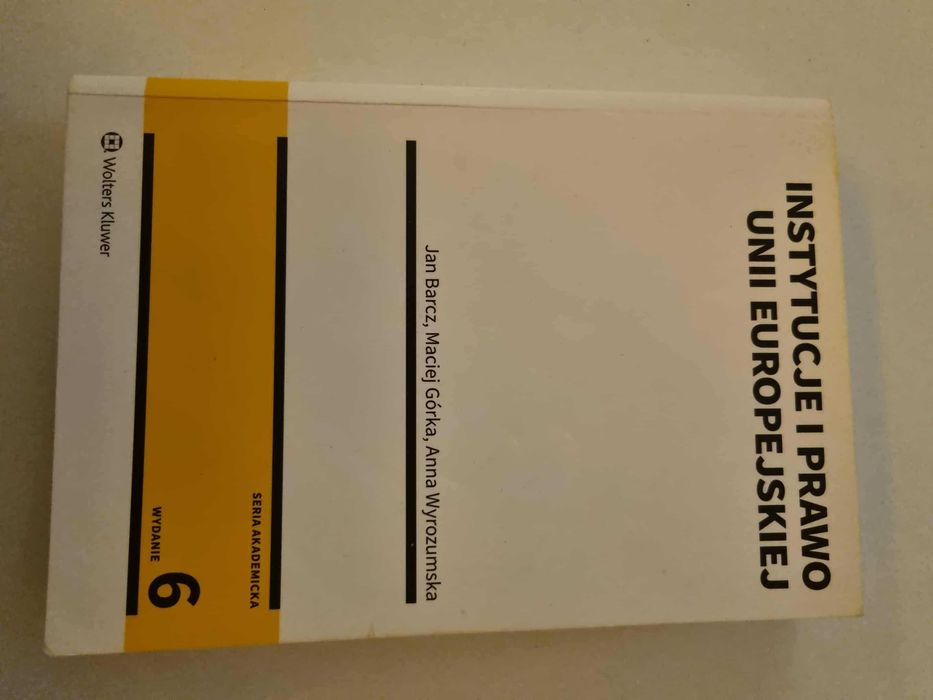 INSTYTUCJE I PRAWO
UNII EUROPEJSKIEJ
Jan Barcz, Maciej Górka, Anna Wyrozumska
SERIA AKADEMICKA
WYDANIE 6
Wolters Kluwer